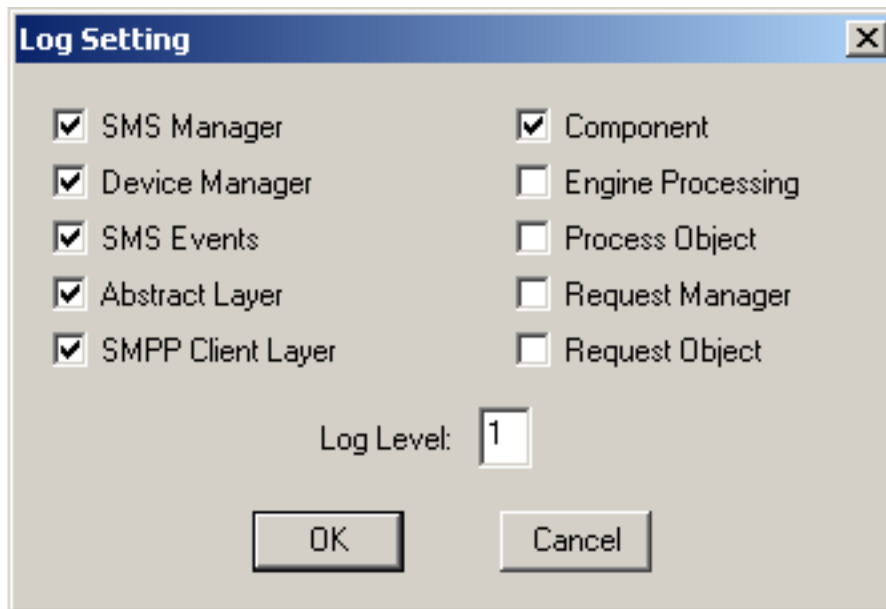 Log Setting
SMS Manager
Component
Device Manager
Engine Processing
SMS Events
Process Object
Abstract Layer
Request Manager
SMPP Client Layer
Request Object
Log Level: 1
OK
Cancel